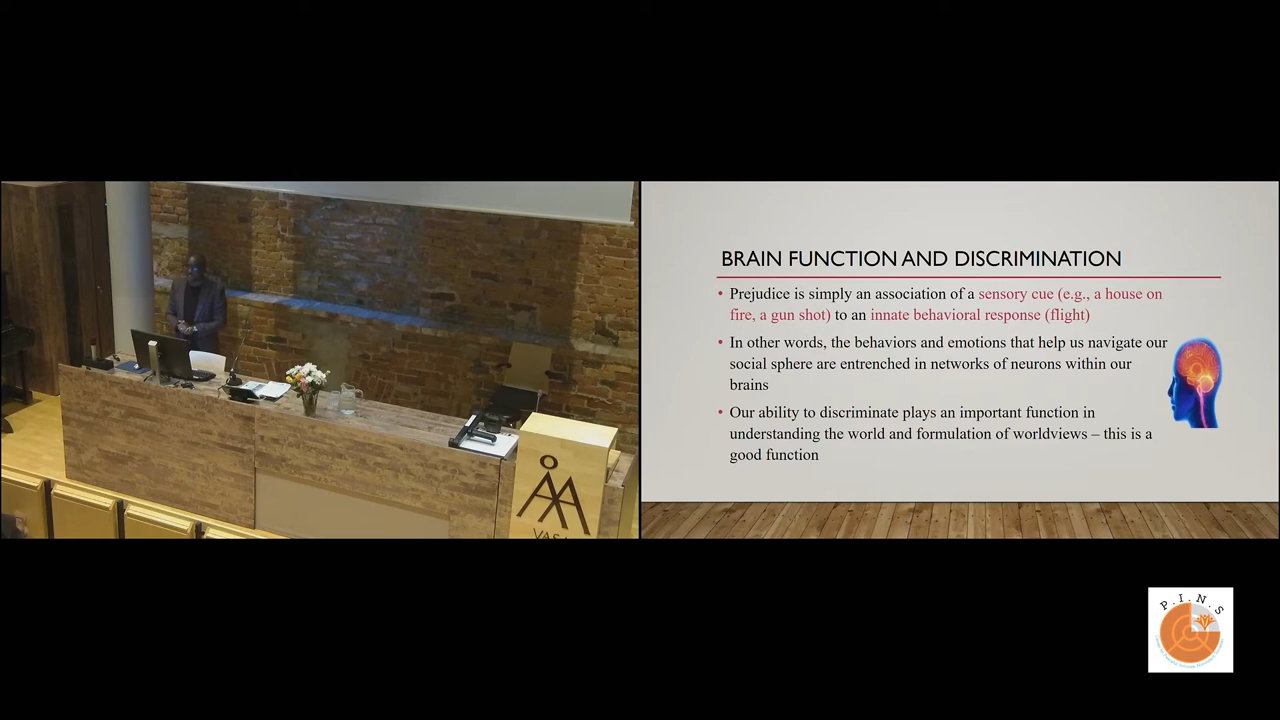 ÅA
VASA
BRAIN FUNCTION AND DISCRIMINATION
• Prejudice is simply an association of a sensory cue (e.g., a house on
fire, a gun shot) to an innate behavioral response (flight)
• In other words, the behaviors and emotions that help us navigate our
social sphere are entrenched in networks of neurons within our
brains
• Our ability to discriminate plays an important function in
understanding the world and formulation of worldviews – this is a
good function
P.I.N.S